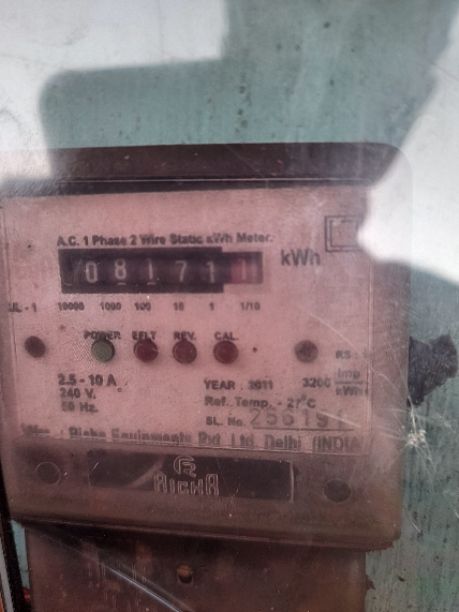 A.C. 1 Phase 2 Wire Static kWh Meter.
081711 kWh
10000 1000 100 10 1 1/10
POWER EFLT REV. CAL.
2.5 - 10 A
240 V.
50 Hz.
YEAR : 2011
3200 Imp/kWh
Ref. Temp. - 27°C
SL. No. 256191
Richa Equipments Pvt. Ltd. Delhi (INDIA)
RICHA